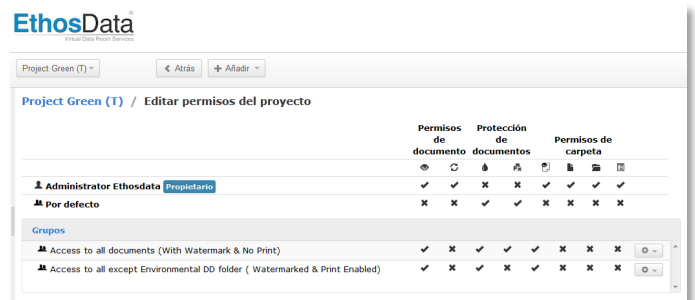 EthosData
Virtual Data Room Services
Project Green (T)
Atrás
Añadir
Project Green (T) / Editar permisos del proyecto
Permisos de documento
Protección de documentos
Permisos de carpeta
Administrator Ethosdata Propietario
Por defecto
Grupos
Access to all documents (With Watermark & No Print)
Access to all except Environmental DD folder ( Watermarked & Print Enabled)